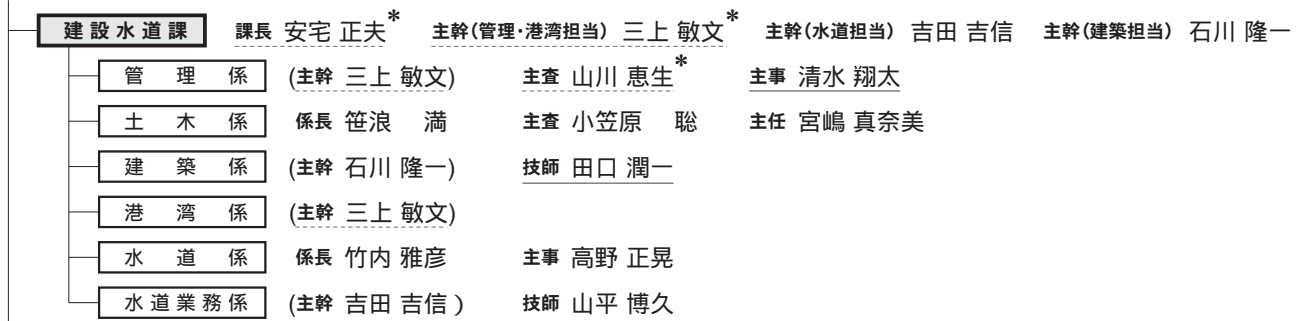 建設水道課 課長 安宅 正夫* 主幹(管理・港湾担当) 三上 敏文* 主幹(水道担当) 吉田 吉信 主幹(建築担当) 石川 隆一
管理係 (主幹 三上 敏文) 主査 山川 恵生* 主事 清水 翔太
土木係 係長 笹浪 満 主査 小笠原 聡 主任 宮嶋 真奈美
建築係 (主幹 石川 隆一) 技師 田口 潤一
港湾係 (主幹 三上 敏文)
水道係 係長 竹内 雅彦 主事 高野 正晃
水道業務係 (主幹 吉田 吉信 ) 技師 山平 博久